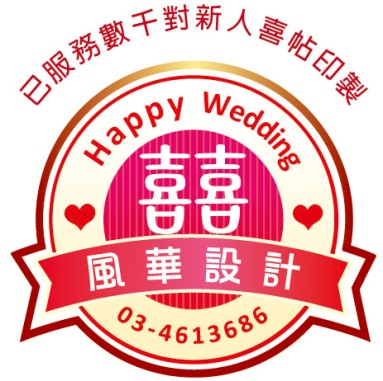 已服務數千對新人喜帖印製
Happy Wedding
囍
風華設計
03-4613686